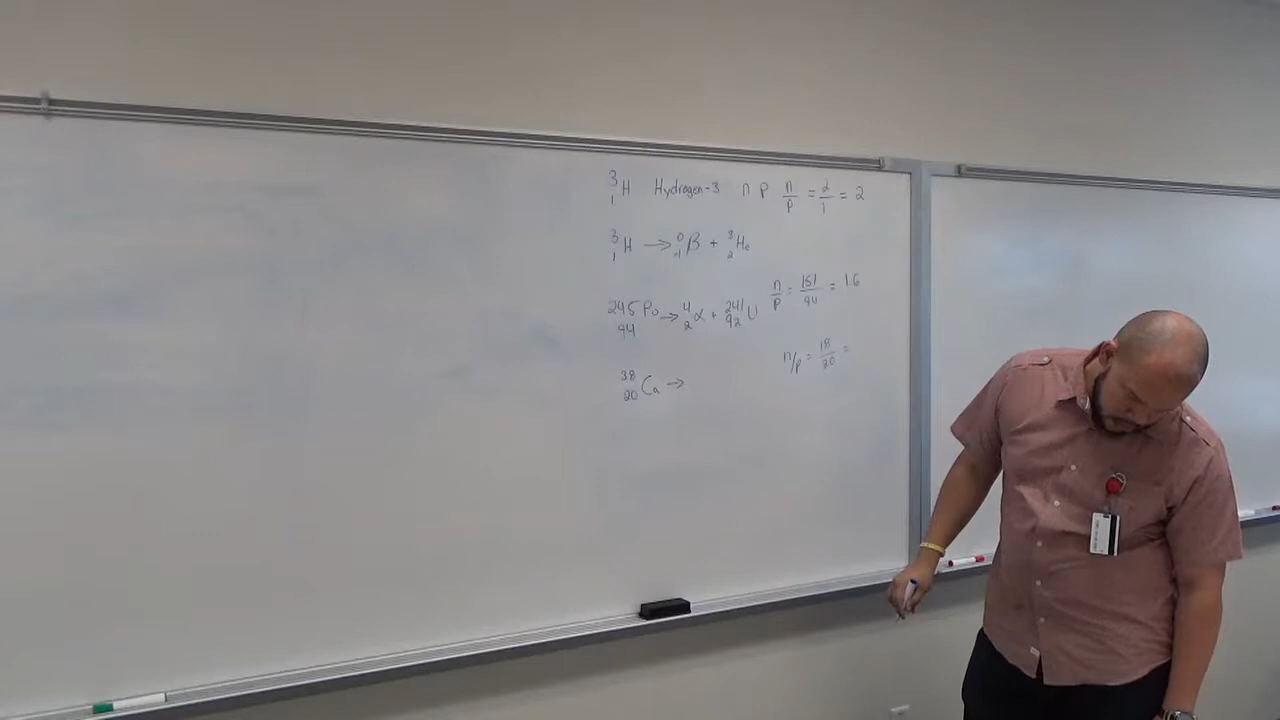 ³₁H Hydrogen-3 n p n/p = 2/1 = 2
³₁H → ⁰₋₁β + ³₂He
n/p = 151/94 = 1.6
²⁴⁵₉₄Po → ⁴₂α + ²⁴¹₉₂U
n/p = 18/20 =
³⁸₂₀Ca →